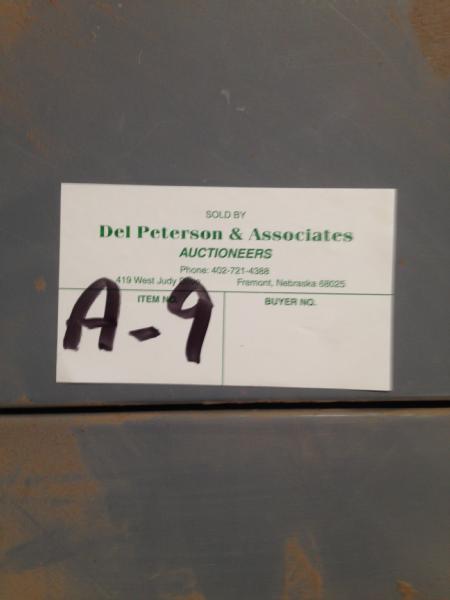 SOLD BY
Del Peterson & Associates
AUCTIONEERS
Phone: 402-721-4388
419 West Judy Fremont, Nebraska 68025
ITEM NO. BUYER NO.
A-9